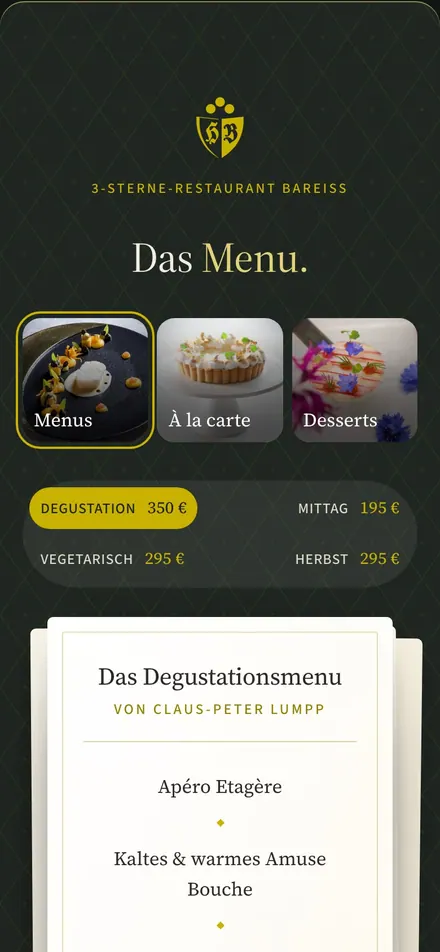 HB
3-STERNE-RESTAURANT BAREISS
Das Menu.
Menus
À la carte
Desserts
DEGUSTATION 350 €
MITTAG 195 €
VEGETARISCH 295 €
HERBST 295 €
Das Degustationsmenu
VON CLAUS-PETER LUMPP
Apéro Etagère
Kaltes & warmes Amuse
Bouche